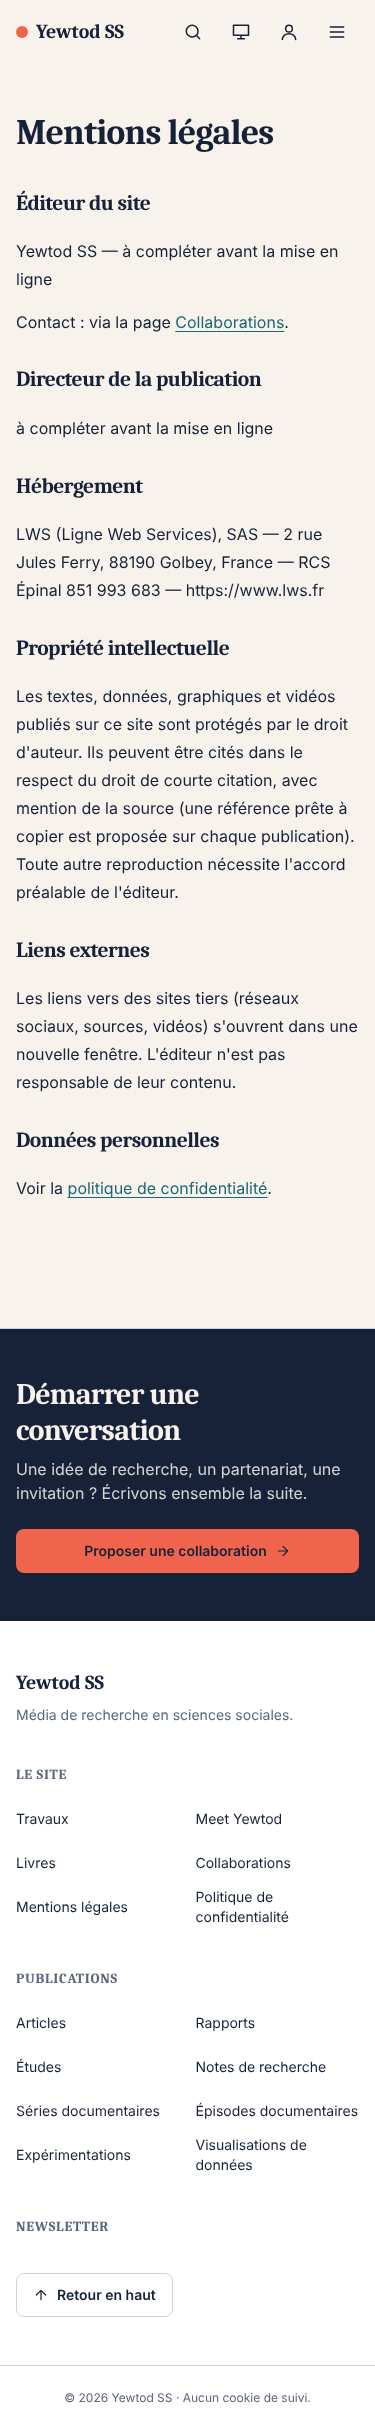 Yewtod SS
Mentions légales
Éditeur du site
Yewtod SS — à compléter avant la mise en
ligne
Contact : via la page Collaborations.
Directeur de la publication
à compléter avant la mise en ligne
Hébergement
LWS (Ligne Web Services), SAS — 2 rue
Jules Ferry, 88190 Golbey, France — RCS
Épinal 851 993 683 — https://www.lws.fr
Propriété intellectuelle
Les textes, données, graphiques et vidéos
publiés sur ce site sont protégés par le droit
d'auteur. Ils peuvent être cités dans le
respect du droit de courte citation, avec
mention de la source (une référence prête à
copier est proposée sur chaque publication).
Toute autre reproduction nécessite l'accord
préalable de l'éditeur.
Liens externes
Les liens vers des sites tiers (réseaux
sociaux, sources, vidéos) s'ouvrent dans une
nouvelle fenêtre. L'éditeur n'est pas
responsable de leur contenu.
Données personnelles
Voir la politique de confidentialité.
Démarrer une
conversation
Une idée de recherche, un partenariat, une
invitation ? Écrivons ensemble la suite.
Proposer une collaboration →
Yewtod SS
Média de recherche en sciences sociales.
LE SITE
Travaux
Meet Yewtod
Livres
Collaborations
Mentions légales
Politique de
confidentialité
PUBLICATIONS
Articles
Rapports
Études
Notes de recherche
Séries documentaires
Épisodes documentaires
Expérimentations
Visualisations de
données
NEWSLETTER
↑ Retour en haut
© 2026 Yewtod SS · Aucun cookie de suivi.